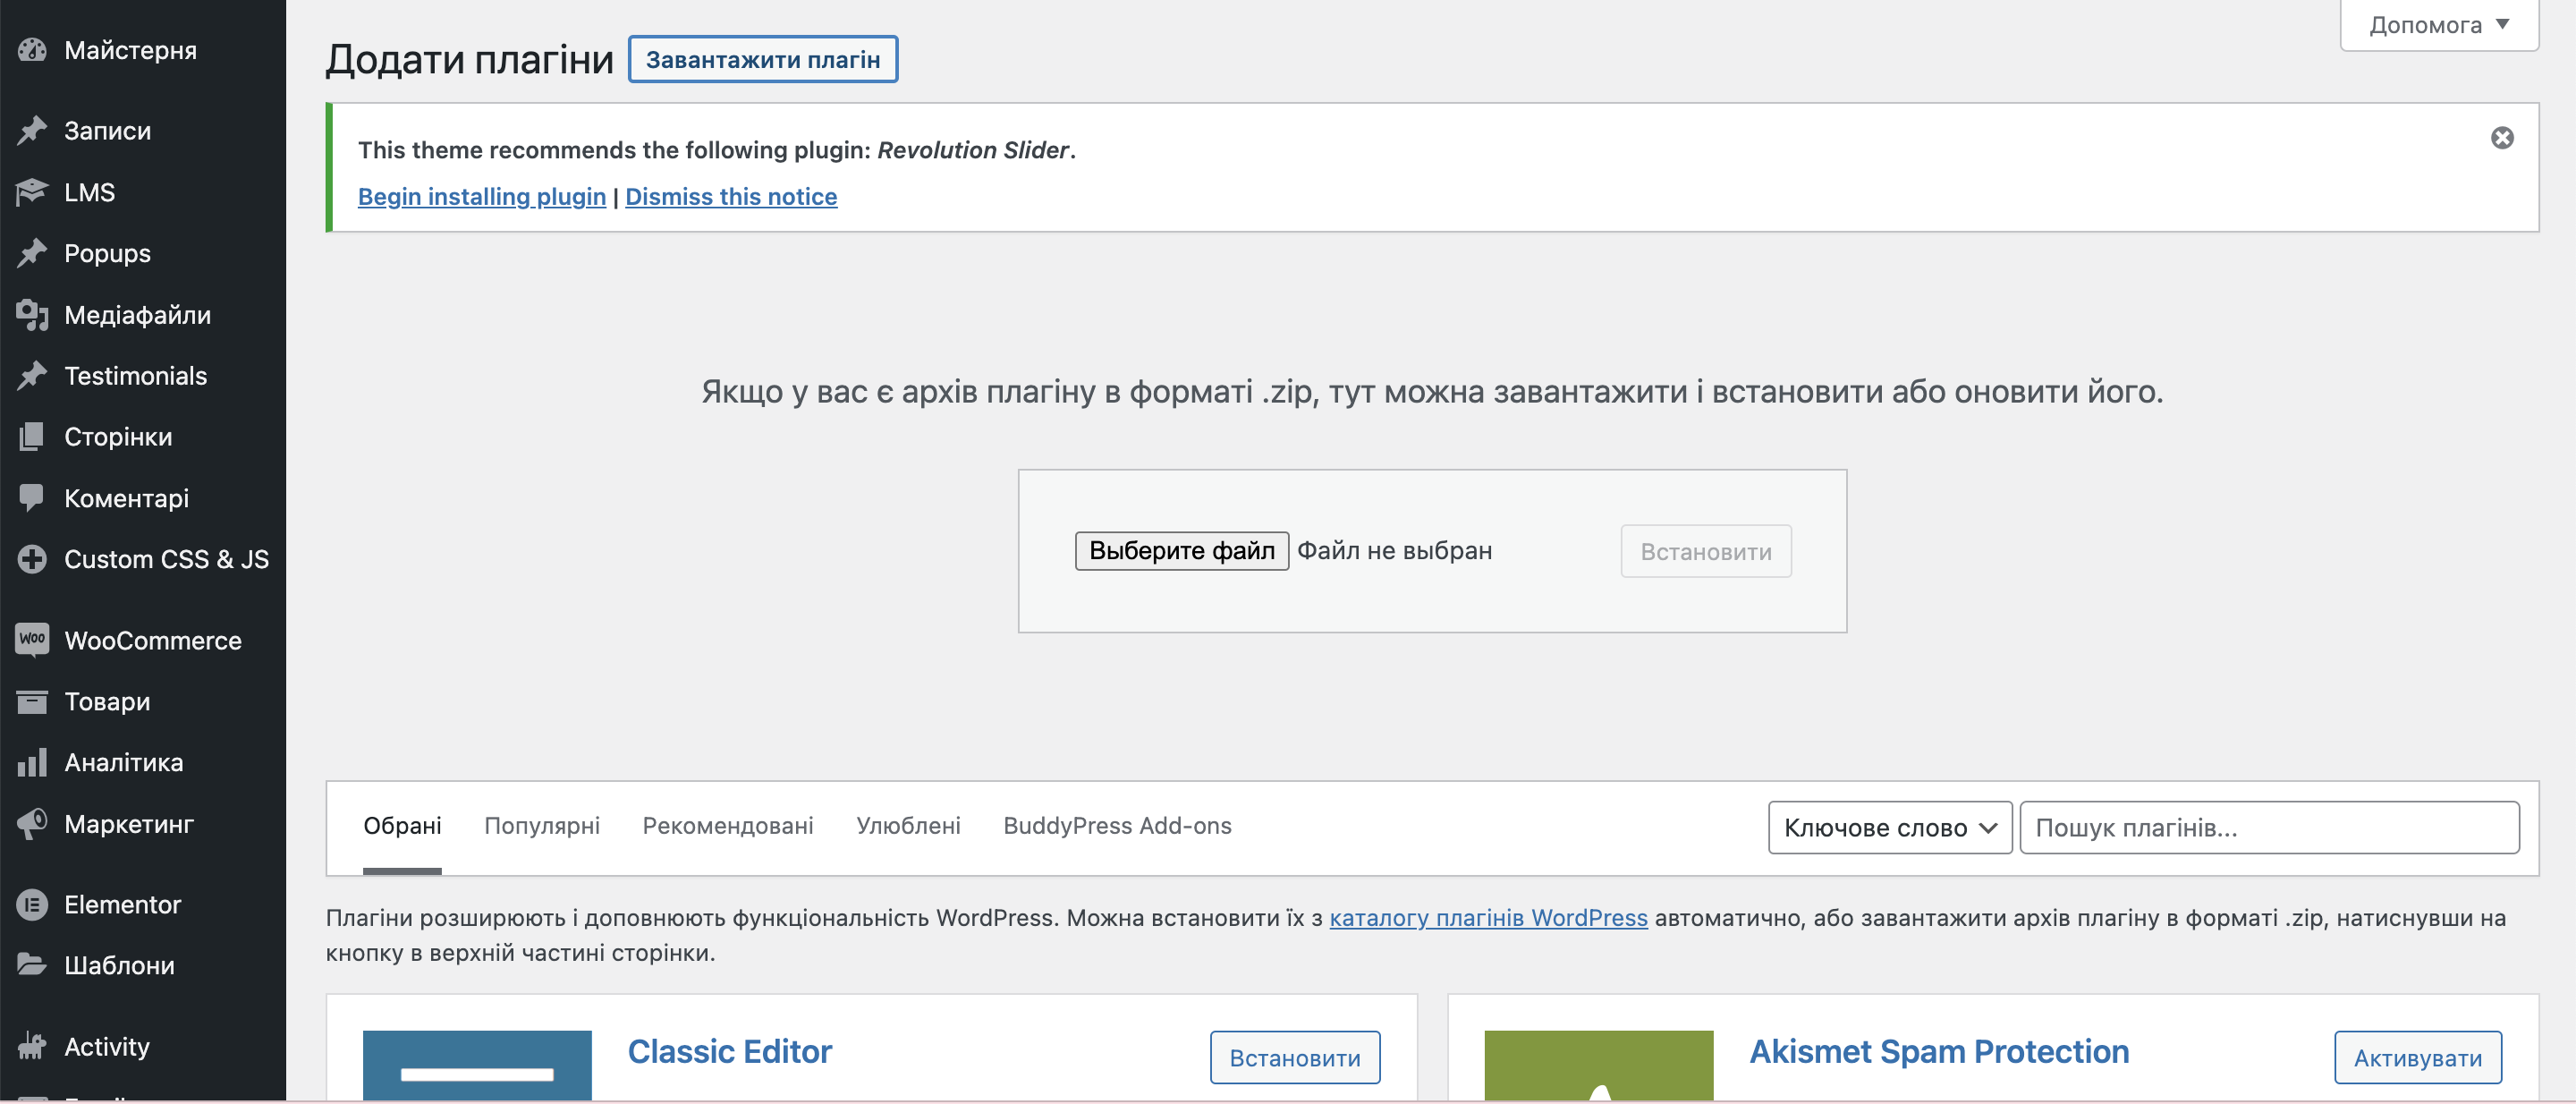 Майстерня
Записи
LMS
Popups
Медіафайли
Testimonials
Сторінки
Коментарі
Custom CSS & JS
WOO WooCommerce
Товари
Аналітика
Маркетинг
Elementor
Шаблони
Activity
Допомога
Додати плагіни Завантажити плагін
This theme recommends the following plugin: Revolution Slider.
Begin installing plugin | Dismiss this notice
Якщо у вас є архів плагіну в форматі .zip, тут можна завантажити і встановити або оновити його.
Выберите файл Файл не выбран Встановити
Обрані Популярні Рекомендовані Улюблені BuddyPress Add-ons Ключове слово Пошук плагінів...
Плагіни розширюють і доповнюють функціональність WordPress. Можна встановити їх з каталогу плагінів WordPress автоматично, або завантажити архів плагіну в форматі .zip, натиснувши на
кнопку в верхній частині сторінки.
Classic Editor Встановити
Akismet Spam Protection Активувати